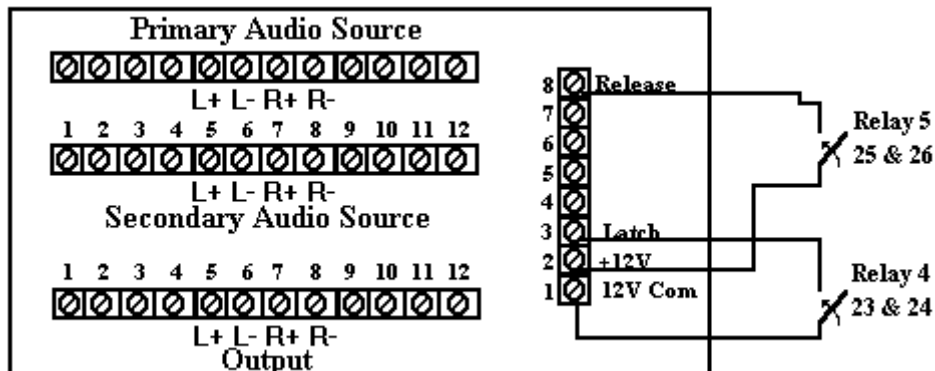 Primary Audio Source
L+ L- R+ R-
1 2 3 4 5 6 7 8 9 10 11 12
L+ L- R+ R-
Secondary Audio Source
1 2 3 4 5 6 7 8 9 10 11 12
L+ L- R+ R-
Output
8 Release
7
6
5
4
3 Latch
2 +12V
1 12V Com
Relay 5
25 & 26
Relay 4
23 & 24